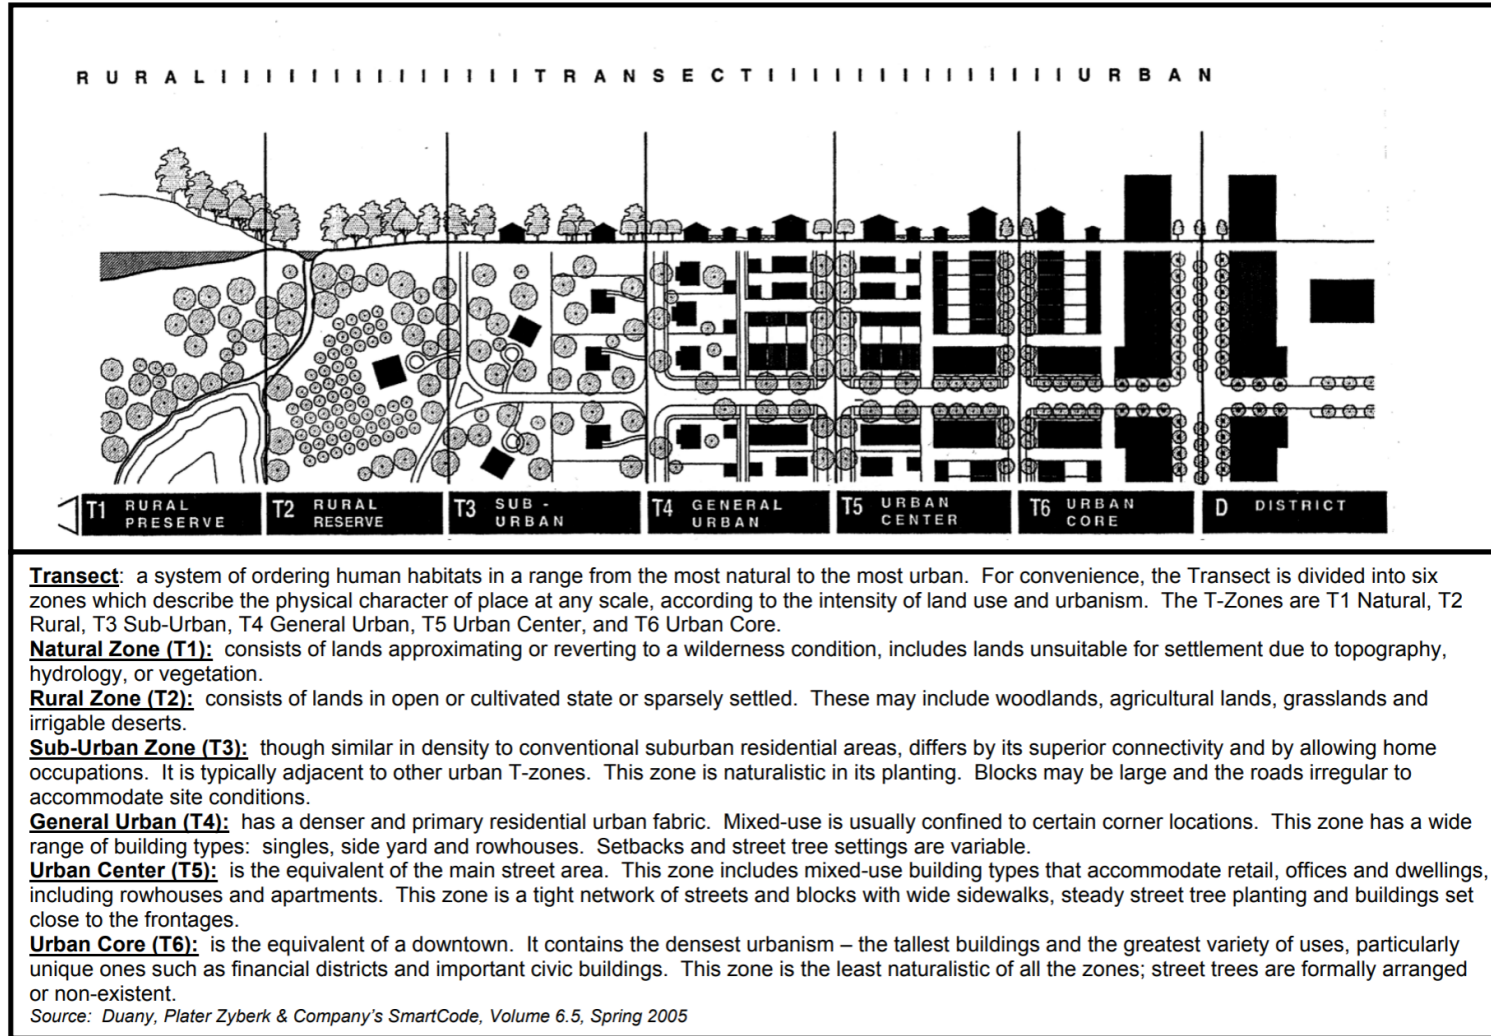 RURAL I I I I I I I I I I I I I I I I I I I I I TRANSECT I I I I I I I I I I I I I I I I I I I I I URBAN
T1 RURAL PRESERVE
T2 RURAL RESERVE
T3 SUB-URBAN
T4 GENERAL URBAN
T5 URBAN CENTER
T6 URBAN CORE
D DISTRICT
Transect: a system of ordering human habitats in a range from the most natural to the most urban. For convenience, the Transect is divided into six
zones which describe the physical character of place at any scale, according to the intensity of land use and urbanism. The T-Zones are T1 Natural, T2
Rural, T3 Sub-Urban, T4 General Urban, T5 Urban Center, and T6 Urban Core.
Natural Zone (T1): consists of lands approximating or reverting to a wilderness condition, includes lands unsuitable for settlement due to topography,
hydrology, or vegetation.
Rural Zone (T2): consists of lands in open or cultivated state or sparsely settled. These may include woodlands, agricultural lands, grasslands and
irrigable deserts.
Sub-Urban Zone (T3): though similar in density to conventional suburban residential areas, differs by its superior connectivity and by allowing home
occupations. It is typically adjacent to other urban T-zones. This zone is naturalistic in its planting. Blocks may be large and the roads irregular to
accommodate site conditions.
General Urban (T4): has a denser and primary residential urban fabric. Mixed-use is usually confined to certain corner locations. This zone has a wide
range of building types: singles, side yard and rowhouses. Setbacks and street tree settings are variable.
Urban Center (T5): is the equivalent of the main street area. This zone includes mixed-use building types that accommodate retail, offices and dwellings,
including rowhouses and apartments. This zone is a tight network of streets and blocks with wide sidewalks, steady street tree planting and buildings set
close to the frontages.
Urban Core (T6): is the equivalent of a downtown. It contains the densest urbanism – the tallest buildings and the greatest variety of uses, particularly
unique ones such as financial districts and important civic buildings. This zone is the least naturalistic of all the zones; street trees are formally arranged
or non-existent.
Source: Duany, Plater Zyberk & Company's SmartCode, Volume 6.5, Spring 2005